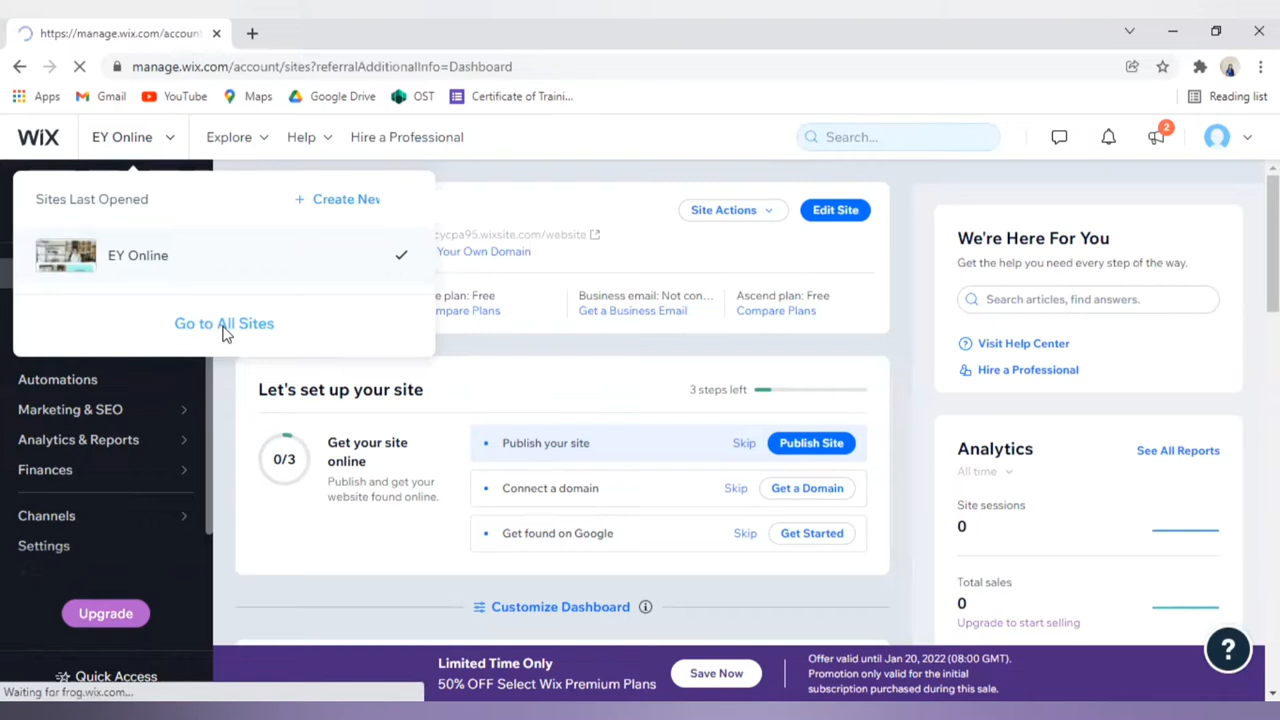 https://manage.wix.com/accoun
manage.wix.com/account/sites?referralAdditionalInfo=Dashboard
Apps
Gmail
YouTube
Maps
Google Drive
OST
Certificate of Traini...
Reading list
WiX
EY Online
Explore
Help
Hire a Professional
Search...
2
Sites Last Opened
+ Create New
EY Online
Go to All Sites
Automations
Marketing & SEO
Analytics & Reports
Finances
Channels
Settings
Upgrade
Quick Access
Waiting for frog.wix.com...
Site Actions
Edit Site
cycpa95.wixsite.com/website
Your Own Domain
e plan: Free
mpare Plans
Business email: Not con...
Get a Business Email
Ascend plan: Free
Compare Plans
Let's set up your site
3 steps left
0/3
Get your site
online
Publish and get your
website found online.
Publish your site
Skip
Publish Site
Connect a domain
Skip
Get a Domain
Get found on Google
Skip
Get Started
Customize Dashboard
We're Here For You
Get the help you need every step of the way.
Search articles, find answers.
Visit Help Center
Hire a Professional
Analytics
See All Reports
All time
Site sessions
0
Total sales
0
Upgrade to start selling
Limited Time Only
50% OFF Select Wix Premium Plans
Save Now
Offer valid until Jan 20, 2022 (08:00 GMT).
Promotion only valid for the initial
subscription purchased during this sale.
?